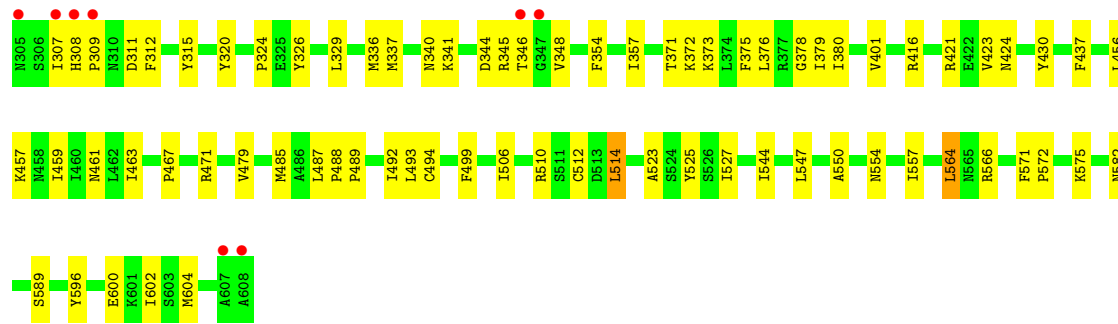 N305 S306 I307 H308 P309 N310 D311 F312 Y315 Y320 P324 E325 Y326 L329 M336 M337 N340 K341 D344 R345 T346 G347 V348 F354 I357 T371 K372 K373 L374 F375 L376 R377 G378 I379 I380 V401 R416 R421 E422 V423 N424 Y430 F437 L456
K457 N458 I459 I460 N461 L462 I463 P467 R471 V479 M485 A486 L487 P488 P489 I492 L493 C494 F499 I506 R510 S511 C512 D513 L514 A523 S524 Y525 S526 I527 I544 L547 A550 N554 I557 L564 N565 R566 F571 P572 K575
S589 Y596 E600 K601 I602 S603 M604 A607 A608